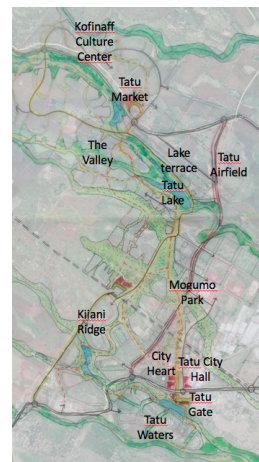 Kofinaff
Culture
Center
Tatu
Market
The
Valley
Lake
terrace
Tatu
Lake
Tatu
Airfield
Mogumo
Park
Kijani
Ridge
City
Heart
Tatu City
Hall
Tatu
Gate
Tatu
Waters